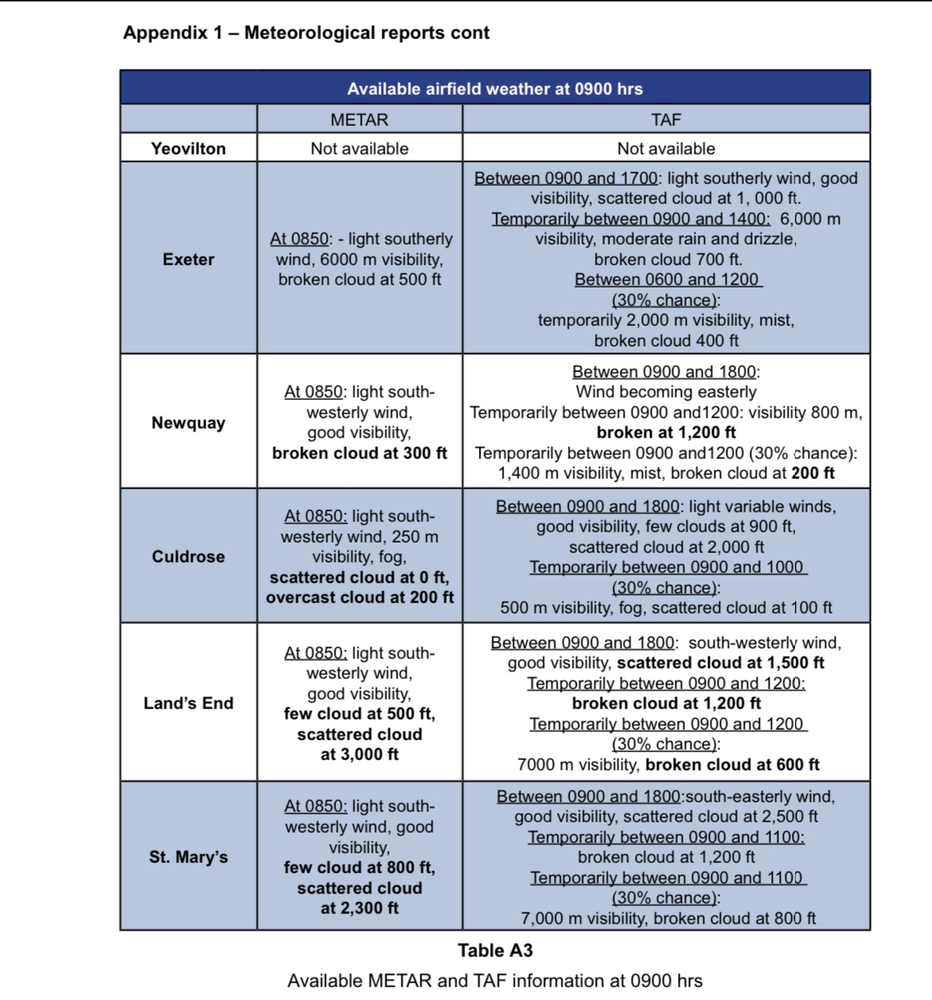 Appendix 1 – Meteorological reports cont
Available airfield weather at 0900 hrs
METAR
TAF
Yeovilton
Not available
Not available
Exeter
At 0850: - light southerly
wind, 6000 m visibility,
broken cloud at 500 ft
Between 0900 and 1700: light southerly wind, good
visibility, scattered cloud at 1, 000 ft.
Temporarily between 0900 and 1400: 6,000 m
visibility, moderate rain and drizzle,
broken cloud 700 ft.
Between 0600 and 1200
(30% chance):
temporarily 2,000 m visibility, mist,
broken cloud 400 ft
Newquay
At 0850: light south-
westerly wind,
good visibility,
broken cloud at 300 ft
Between 0900 and 1800:
Wind becoming easterly
Temporarily between 0900 and1200: visibility 800 m,
broken at 1,200 ft
Temporarily between 0900 and1200 (30% chance):
1,400 m visibility, mist, broken cloud at 200 ft
Culdrose
At 0850: light south-
westerly wind, 250 m
visibility, fog,
scattered cloud at 0 ft,
overcast cloud at 200 ft
Between 0900 and 1800: light variable winds,
good visibility, few clouds at 900 ft,
scattered cloud at 2,000 ft
Temporarily between 0900 and 1000
(30% chance):
500 m visibility, fog, scattered cloud at 100 ft
Land's End
At 0850: light south-
westerly wind,
good visibility,
few cloud at 500 ft,
scattered cloud
at 3,000 ft
Between 0900 and 1800: south-westerly wind,
good visibility, scattered cloud at 1,500 ft
Temporarily between 0900 and 1200:
broken cloud at 1,200 ft
Temporarily between 0900 and 1200
(30% chance):
7000 m visibility, broken cloud at 600 ft
St. Mary's
At 0850: light south-
westerly wind, good
visibility,
few cloud at 800 ft,
scattered cloud
at 2,300 ft
Between 0900 and 1800:south-easterly wind,
good visibility, scattered cloud at 2,500 ft
Temporarily between 0900 and 1100:
broken cloud at 1,200 ft
Temporarily between 0900 and 1100
(30% chance):
7,000 m visibility, broken cloud at 800 ft
Table A3
Available METAR and TAF information at 0900 hrs